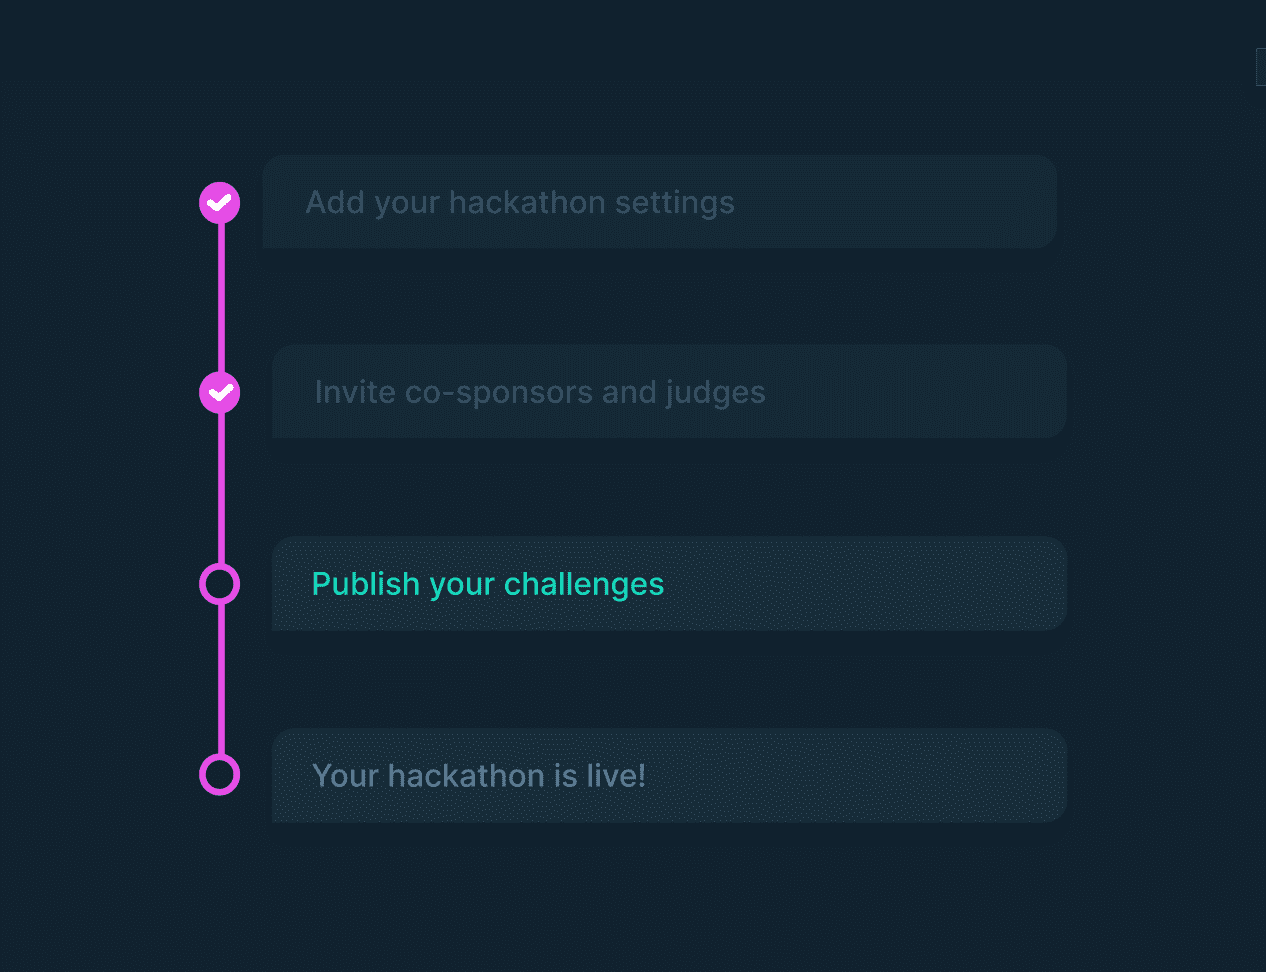 Add your hackathon settings
Invite co-sponsors and judges
Publish your challenges
Your hackathon is live!